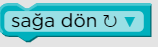 sağa dön ↻ ▼